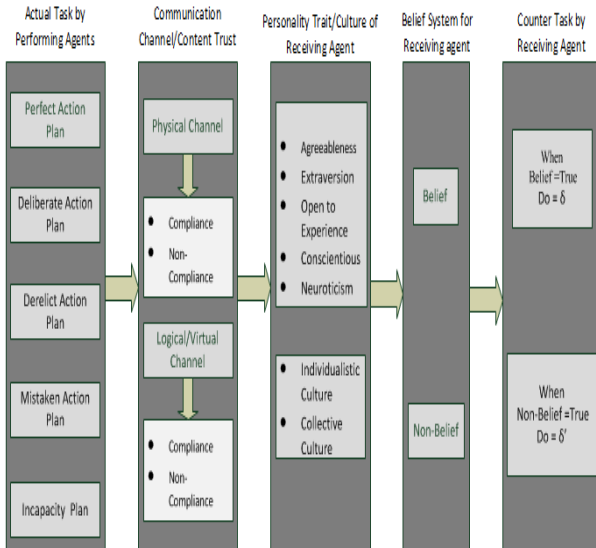 Actual Task by
Performing Agents
Communication
Channel/Content Trust
Personality Trait/Culture of
Receiving Agent
Belief System for
Receiving agent
Counter Task by
Receiving Agent
Perfect Action
Plan
Deliberate Action
Plan
Derelict Action
Plan
Mistaken Action
Plan
Incapacity Plan
Physical Channel
• Compliance
• Non-
Compliance
Logical/Virtual
Channel
• Compliance
• Non-
Compliance
• Agreeableness
• Extraversion
• Open to
Experience
• Conscientious
• Neuroticism
• Individualistic
Culture
• Collective
Culture
Belief
Non-Belief
When
Belief =True
Do = δ
When
Non-Belief =True
Do = δ'